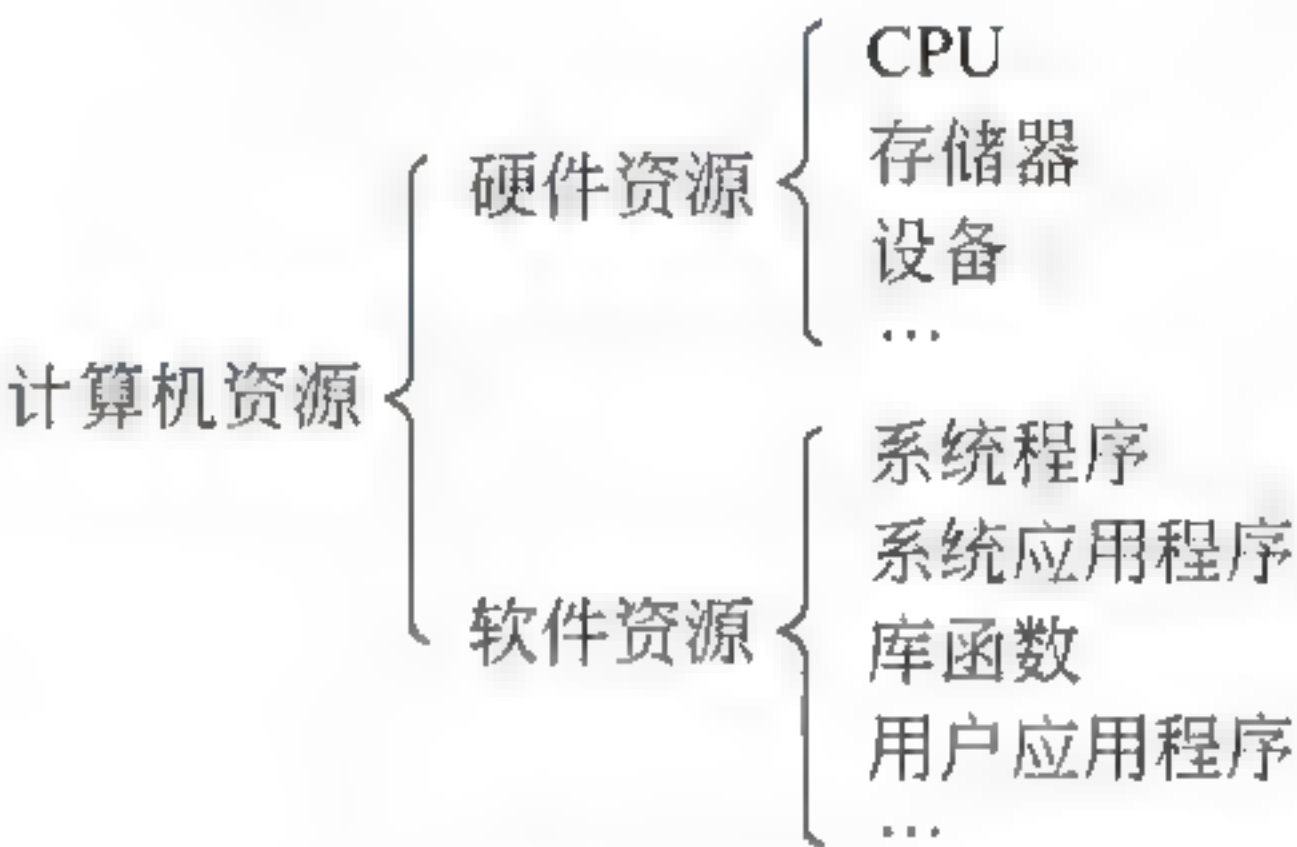 计算机资源
硬件资源
CPU
存储器
设备
…
软件资源
系统程序
系统应用程序
库函数
用户应用程序
…